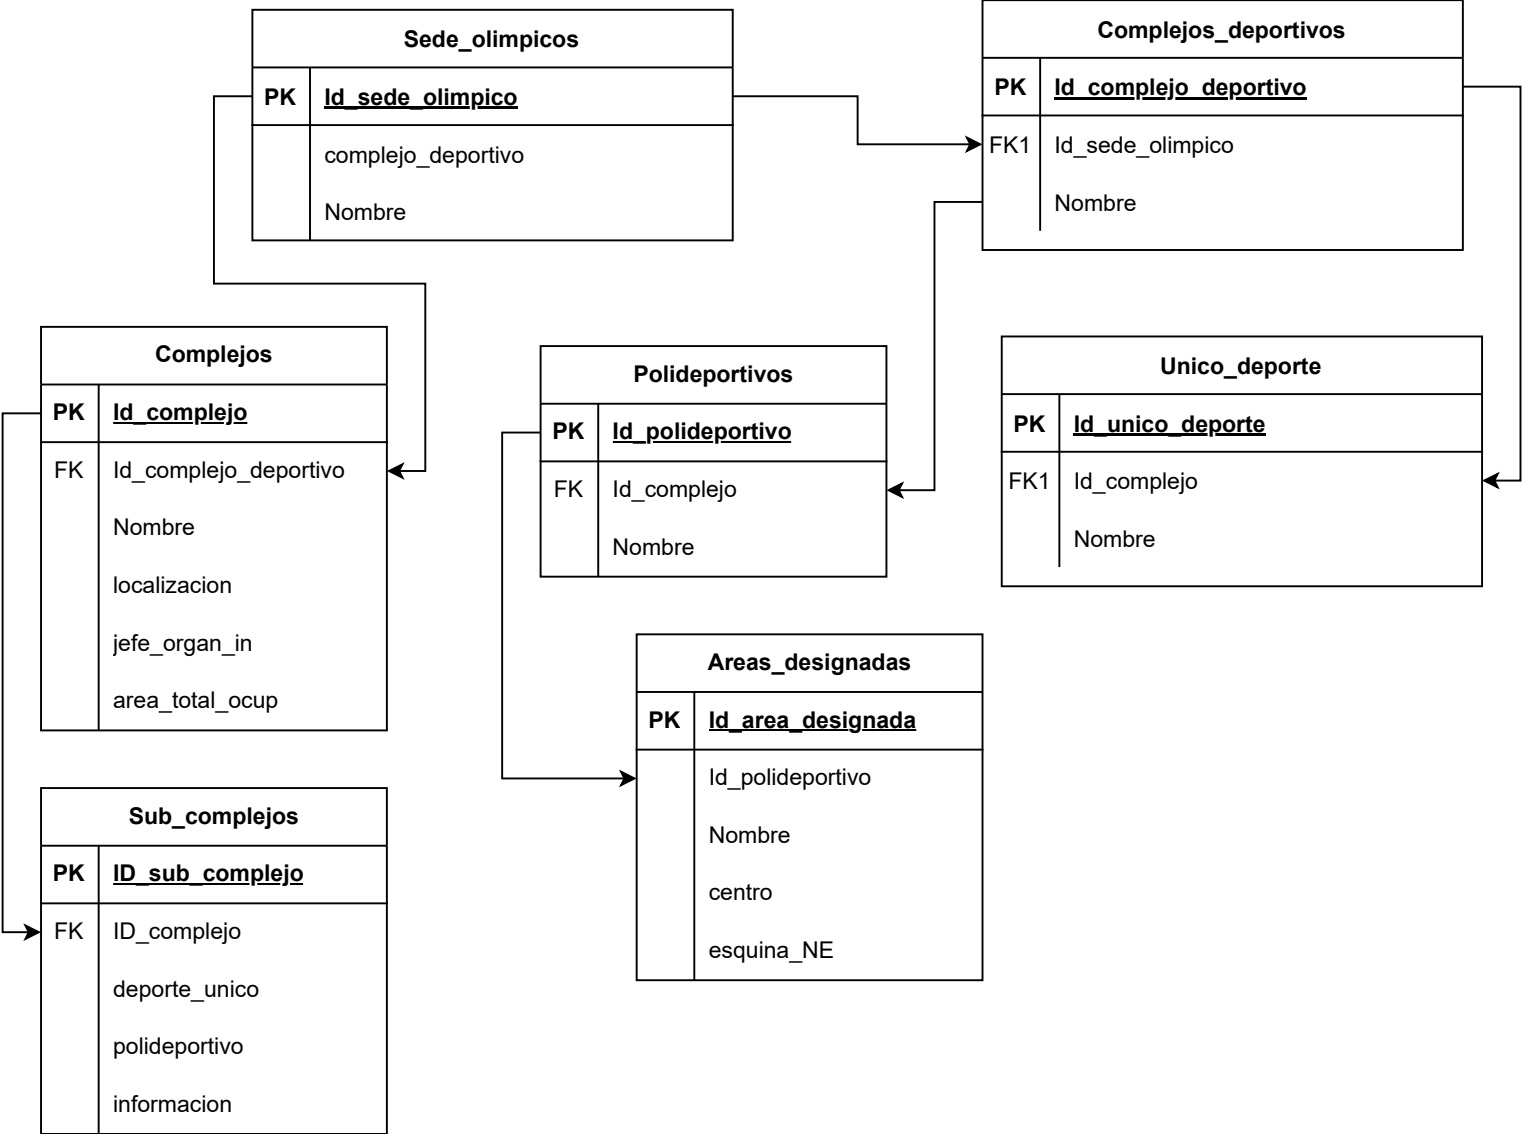 Sede_olimpicos
PK Id_sede_olimpico
complejo_deportivo
Nombre
Complejos_deportivos
PK Id_complejo_deportivo
FK1 Id_sede_olimpico
Nombre
Complejos
PK Id_complejo
FK Id_complejo_deportivo
Nombre
localizacion
jefe_organ_in
area_total_ocup
Polideportivos
PK Id_polideportivo
FK Id_complejo
Nombre
Unico_deporte
PK Id_unico_deporte
FK1 Id_complejo
Nombre
Areas_designadas
PK Id_area_designada
Id_polideportivo
Nombre
centro
esquina_NE
Sub_complejos
PK ID_sub_complejo
FK ID_complejo
deporte_unico
polideportivo
informacion